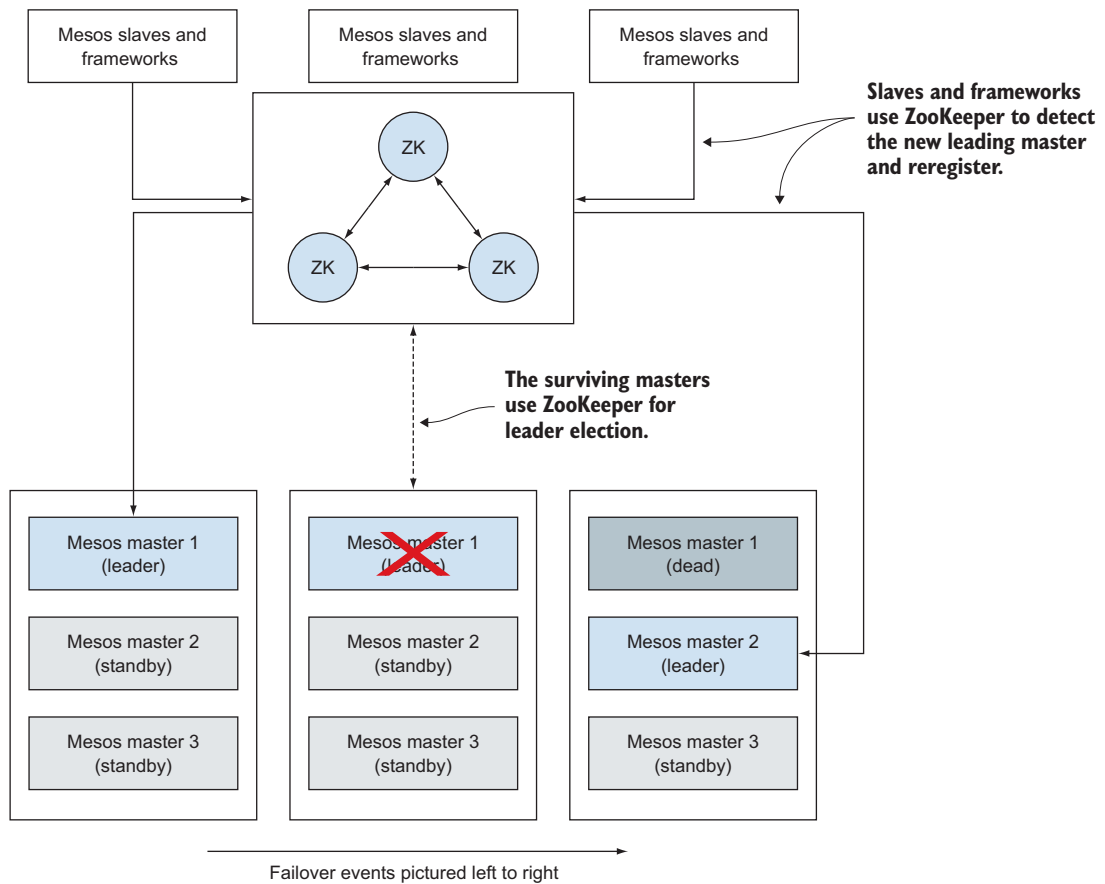 Mesos slaves and
frameworks
Mesos slaves and
frameworks
Mesos slaves and
frameworks
Slaves and frameworks
use ZooKeeper to detect
the new leading master
and reregister.
ZK
ZK
ZK
The surviving masters
use ZooKeeper for
leader election.
Mesos master 1
(leader)
Mesos master 2
(standby)
Mesos master 3
(standby)
Mesos master 1
(leader)
Mesos master 2
(standby)
Mesos master 3
(standby)
Mesos master 1
(dead)
Mesos master 2
(leader)
Mesos master 3
(standby)
Failover events pictured left to right